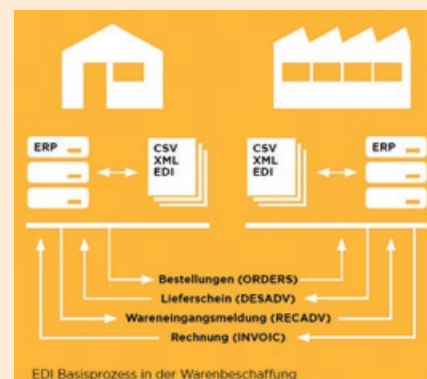 ERP
CSV
XML
EDI
CSV
XML
EDI
ERP
Bestellungen (ORDERS)
Lieferschein (DESADV)
Wareneingangsmeldung (RECADV)
Rechnung (INVOIC)
EDI Basisprozess in der Warenbeschaffung